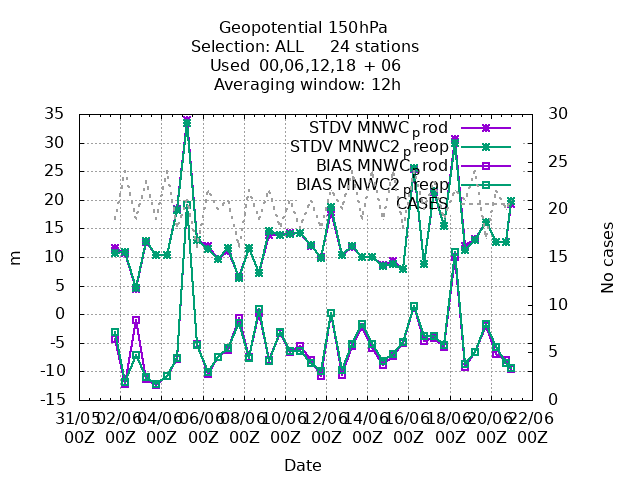 Geopotential 150hPa
Selection: ALL 24 stations
Used 00,06,12,18 + 06
Averaging window: 12h
35 30 25 20 15 10 5 0 -5 -10 -15
m
STDV MNWC_prod
STDV MNWC2_preop
BIAS MNWC_prod
BIAS MNWC2_preop
CASES
30 25 20 15 10 5 0
No cases
31/05 02/06 04/06 06/06 08/06 10/06 12/06 14/06 16/06 18/06 20/06 22/06
00Z 00Z 00Z 00Z 00Z 00Z 00Z 00Z 00Z 00Z 00Z 00Z
Date